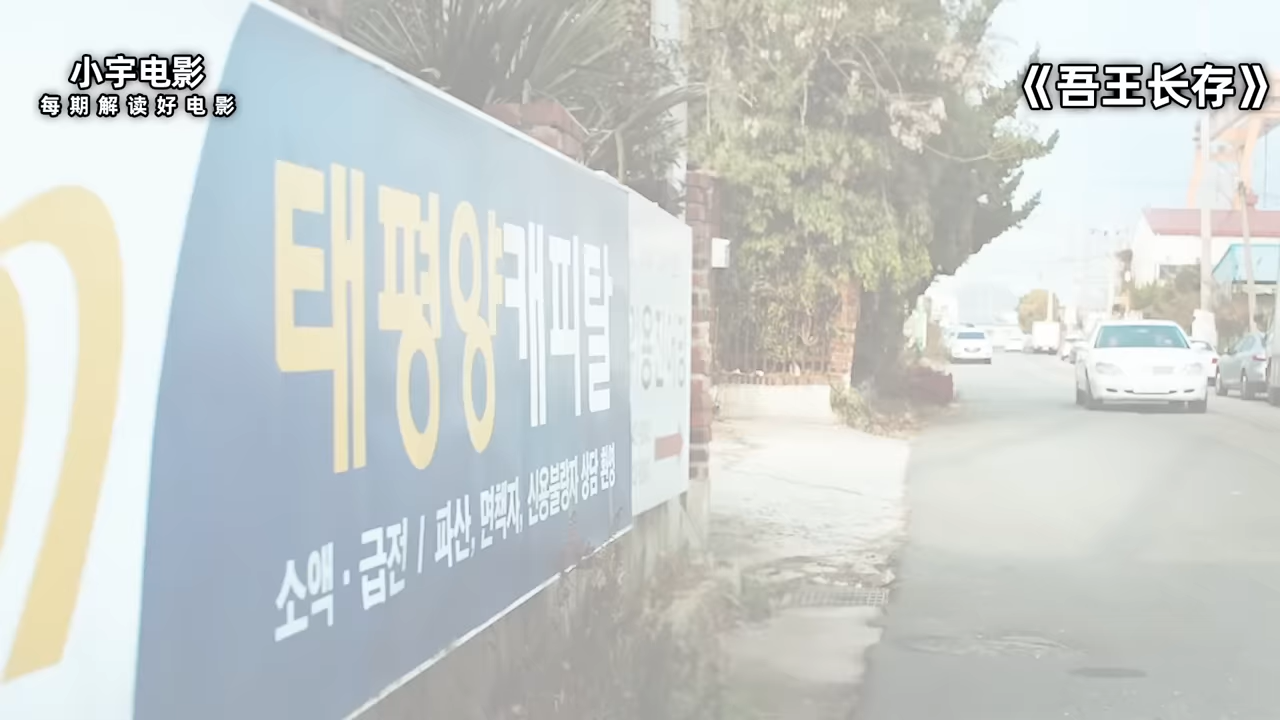 小宇电影
每期解读好电影
《吾王长存》
태평양캐피탈
소액 · 급전 / 파산, 면책자, 신용불량자 상담 환영